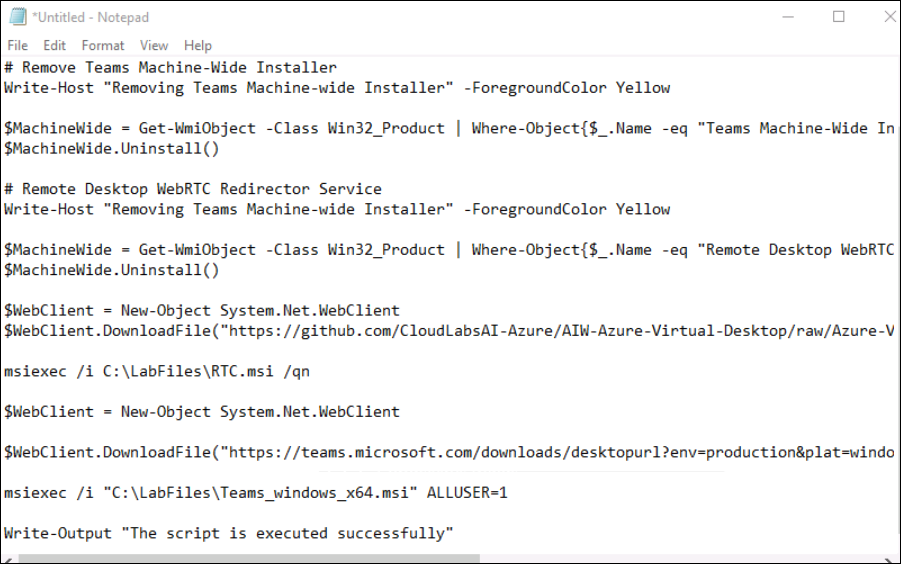 *Untitled - Notepad
File Edit Format View Help
# Remove Teams Machine-Wide Installer
Write-Host "Removing Teams Machine-wide Installer" -ForegroundColor Yellow
$MachineWide = Get-WmiObject -Class Win32_Product | Where-Object{$_.Name -eq "Teams Machine-Wide In
$MachineWide.Uninstall()
# Remote Desktop WebRTC Redirector Service
Write-Host "Removing Teams Machine-wide Installer" -ForegroundColor Yellow
$MachineWide = Get-WmiObject -Class Win32_Product | Where-Object{$_.Name -eq "Remote Desktop WebRTC
$MachineWide.Uninstall()
$WebClient = New-Object System.Net.WebClient
$WebClient.DownloadFile("https://github.com/CloudLabsAI-Azure/AIW-Azure-Virtual-Desktop/raw/Azure-V
msiexec /i C:\LabFiles\RTC.msi /qn
$WebClient = New-Object System.Net.WebClient
$WebClient.DownloadFile("https://teams.microsoft.com/downloads/desktopurl?env=production&plat=windo
msiexec /i "C:\LabFiles\Teams_windows_x64.msi" ALLUSER=1
Write-Output "The script is executed successfully"